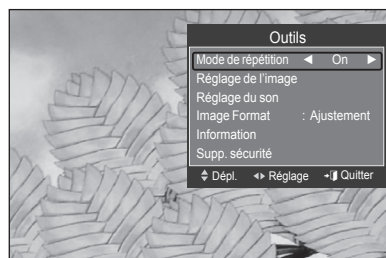 Outils
Mode de répétition ◄ On ►
Réglage de l'image
Réglage du son
Image Format : Ajustement
Information
Supp. sécurité
Dépl. Réglage Quitter